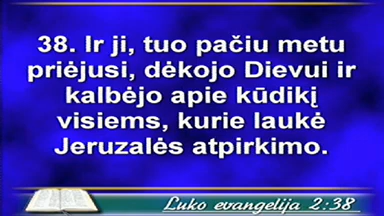 38. Ir ji, tuo pačiu metu
priėjusi, dėkojo Dievui ir
kalbėjo apie kūdikį
visiems, kurie laukė
Jeruzalės atpirkimo.
Luko evangelija 2:38